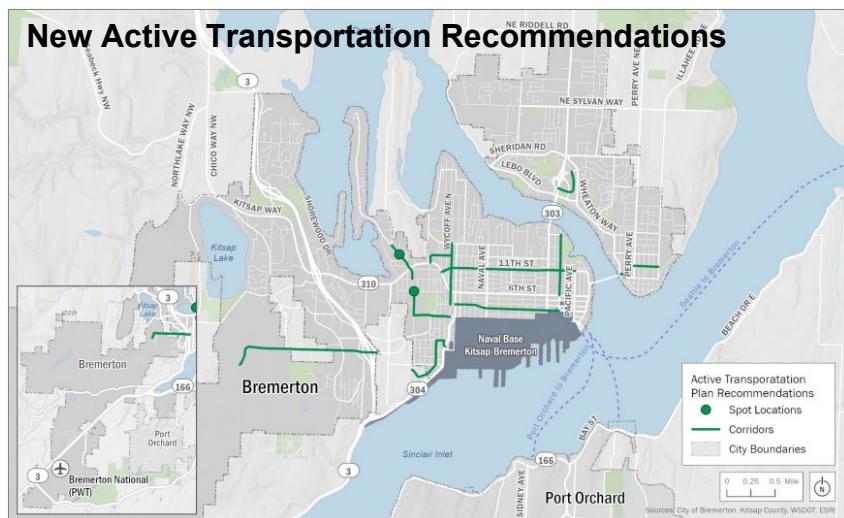 New Active Transportation Recommendations
NE RIDDELL RD
ILLAHEE
PERRY AVE NE
NE SYLVAN WAY
3
NORTHLAKE WAY NW
CHICO WAY NW
SHERIDAN RD
LEBO BLVD
WHEATON WAY
303
KITSAP WAY
SHOREWOOD DR
WYCOFF AVE N
NAVAL AVE
11TH ST
6TH ST
PACIFIC AVE
PERRY AVE
310
Kitsap
Lake
Seattle to Bremerton
BEACH DR E
Naval Base
Kitsap-Bremerton
Bremerton
304
Port Orchard to Bremerton
BAY ST
166
Sinclair Inlet
3
SIDNEY AVE
Port Orchard
Kitsap
Lake
3
Bremerton
166
Port
Orchard
3
Bremerton National
(PWT)
Active Transporatation
Plan Recommendations
Spot Locations
Corridors
City Boundaries
0 0.25 0.5 Mile
N
Sources: City of Bremerton, Kitsap County, WSDOT, ESRI